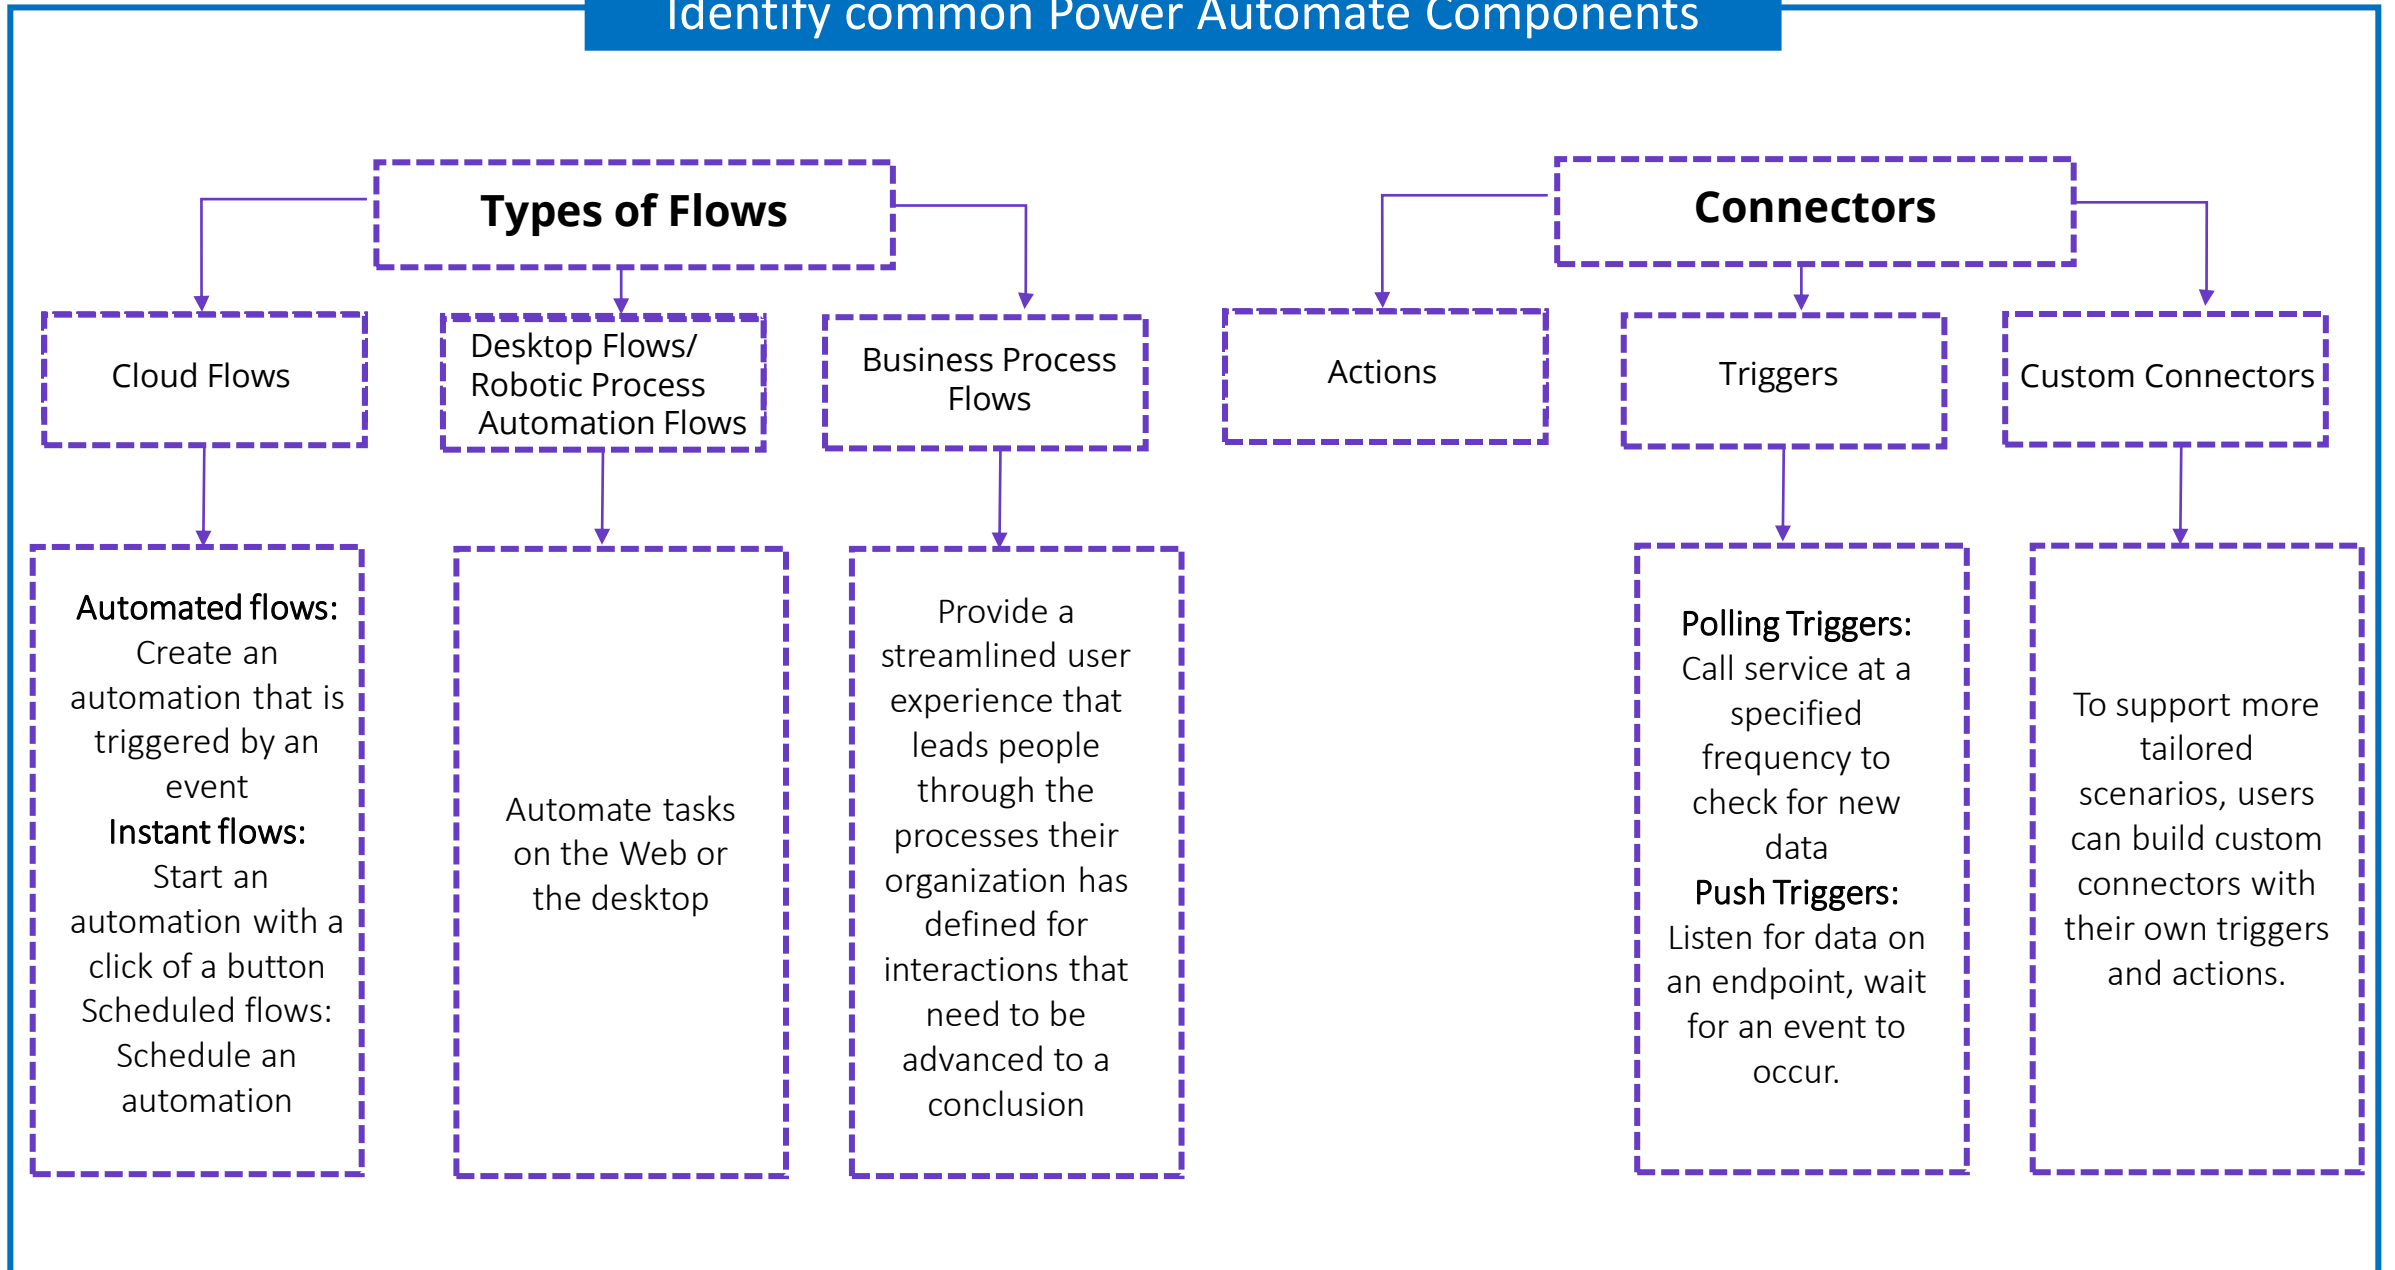 Identify common Power Automate Components
Types of Flows
Connectors
Cloud Flows
Desktop Flows/
Robotic Process
Automation Flows
Business Process
Flows
Actions
Triggers
Custom Connectors
Automated flows:
Create an
automation that is
triggered by an
event
Instant flows:
Start an
automation with a
click of a button
Scheduled flows:
Schedule an
automation
Automate tasks
on the Web or
the desktop
Provide a
streamlined user
experience that
leads people
through the
processes their
organization has
defined for
interactions that
need to be
advanced to a
conclusion
Polling Triggers:
Call service at a
specified
frequency to
check for new
data
Push Triggers:
Listen for data on
an endpoint, wait
for an event to
occur.
To support more
tailored
scenarios, users
can build custom
connectors with
their own triggers
and actions.